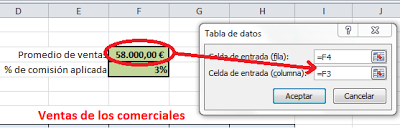 E F G H I J
Tabla de datos
Promedio de venta: 58.000,00 €
% de comisión aplicada 3%
Celda de entrada (fila): =F4
Celda de entrada (columna): =F3
Aceptar Cancelar
Ventas de los comerciales